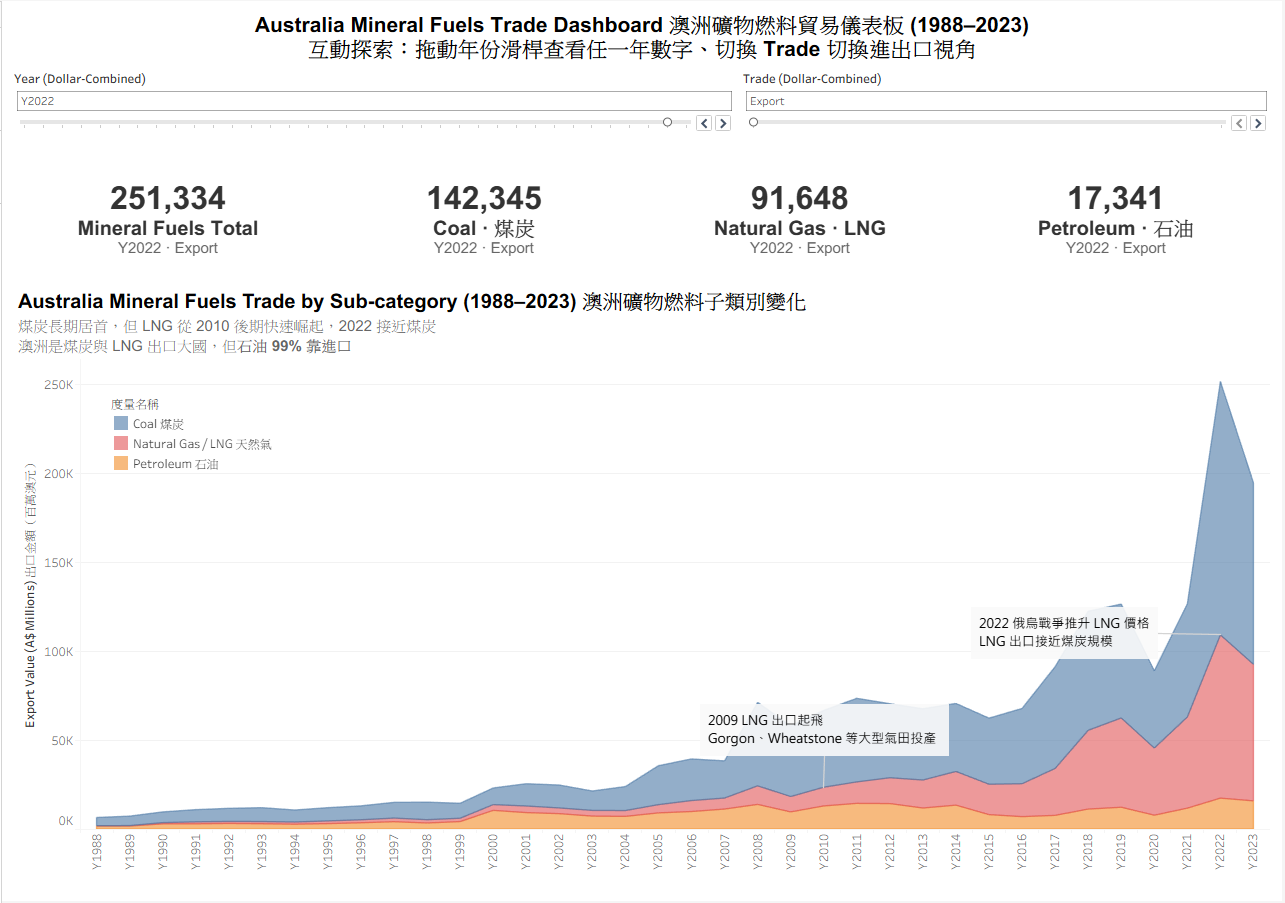 Australia Mineral Fuels Trade Dashboard 澳洲礦物燃料貿易儀表板 (1988–2023)
互動探索：拖動年份滑桿查看任一年數字、切換 Trade 切換進出口視角
Year (Dollar-Combined)
Trade (Dollar-Combined)
Y2022
Export
251,334
Mineral Fuels Total
Y2022 · Export
142,345
Coal · 煤炭
Y2022 · Export
91,648
Natural Gas · LNG
Y2022 · Export
17,341
Petroleum · 石油
Y2022 · Export
Australia Mineral Fuels Trade by Sub-category (1988–2023) 澳洲礦物燃料子類別變化
煤炭長期居首，但 LNG 從 2010 後期快速崛起，2022 接近煤炭
澳洲是煤炭與 LNG 出口大國，但石油 99% 靠進口
Export Value (A$ Millions) 出口金額（百萬澳元）
250K
200K
150K
100K
50K
0K
度量名稱
Coal 煤炭
Natural Gas / LNG 天然氣
Petroleum 石油
2022 俄烏戰爭推升 LNG 價格
LNG 出口接近煤炭規模
2009 LNG 出口起飛
Gorgon、Wheatstone 等大型氣田投產
Y1988
Y1989
Y1990
Y1991
Y1992
Y1993
Y1994
Y1995
Y1996
Y1997
Y1998
Y1999
Y2000
Y2001
Y2002
Y2003
Y2004
Y2005
Y2006
Y2007
Y2008
Y2009
Y2010
Y2011
Y2012
Y2013
Y2014
Y2015
Y2016
Y2017
Y2018
Y2019
Y2020
Y2021
Y2022
Y2023